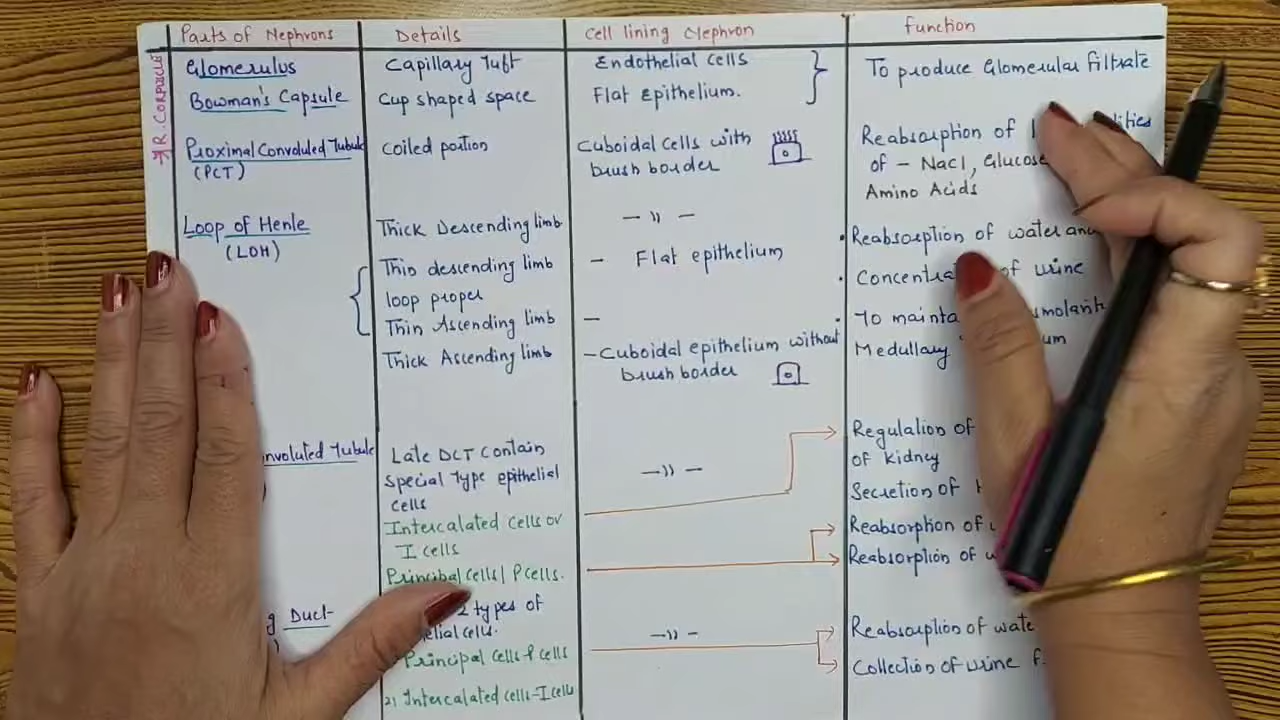 Parts of Nephrons Details Cell lining Nephron function
R. Corpuscle
Glomerulus Capillary Tuft Endothelial cells To produce Glomerular filtrate
Bowman's Capsule Cup shaped space Flat Epithelium.
Proximal Convoluted Tubule Coiled portion Cuboidal Cells with Reabsorption of
(PCT) brush border of - Nacl, Glucose
Amino Acids
Loop of Henle Thick Descending limb — 〃 — Reabsorption of water and
(LOH) Thin descending limb - Flat epithelium Concentra of urine
loop proper
Thin Ascending limb — To mainta
Thick Ascending limb - Cuboidal epithelium without Medullary
brush border
nvoluted Tubule Late DCT contain — 〃 — Regulation of
Special type epithelial of kidney
cells Secretion of
Intercalated cells or Reabsorption of
I cells
Principal cells / P cells. Reabsorption of
Duct 2 types of Reabsorption of wate
elial cells. — 〃 —
Principal cells-P cells Collection of urine
2) Intercalated cells-I cells